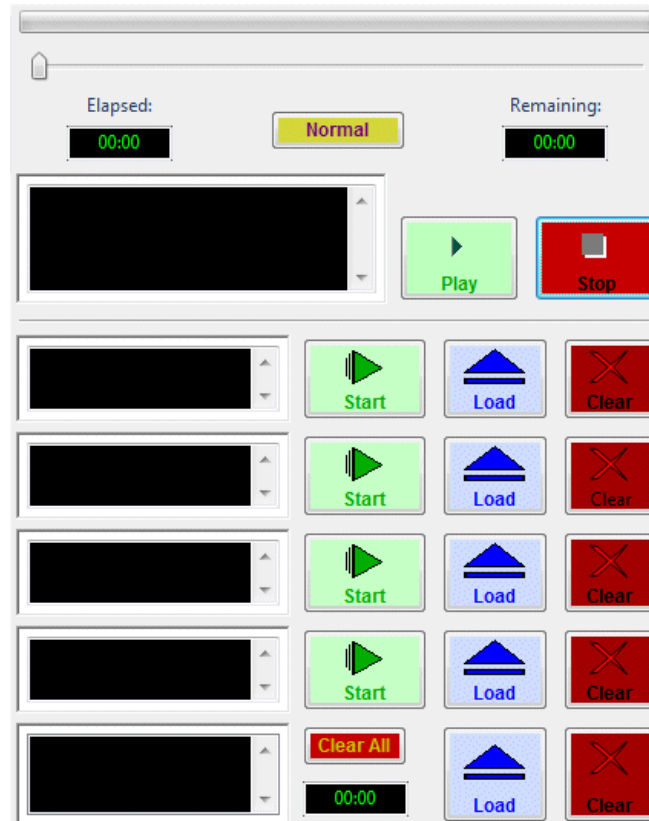 Elapsed:
Normal
Remaining:
00:00
00:00
Play
Stop
Start
Load
Clear
Start
Load
Clear
Start
Load
Clear
Start
Load
Clear
Clear All
00:00
Load
Clear